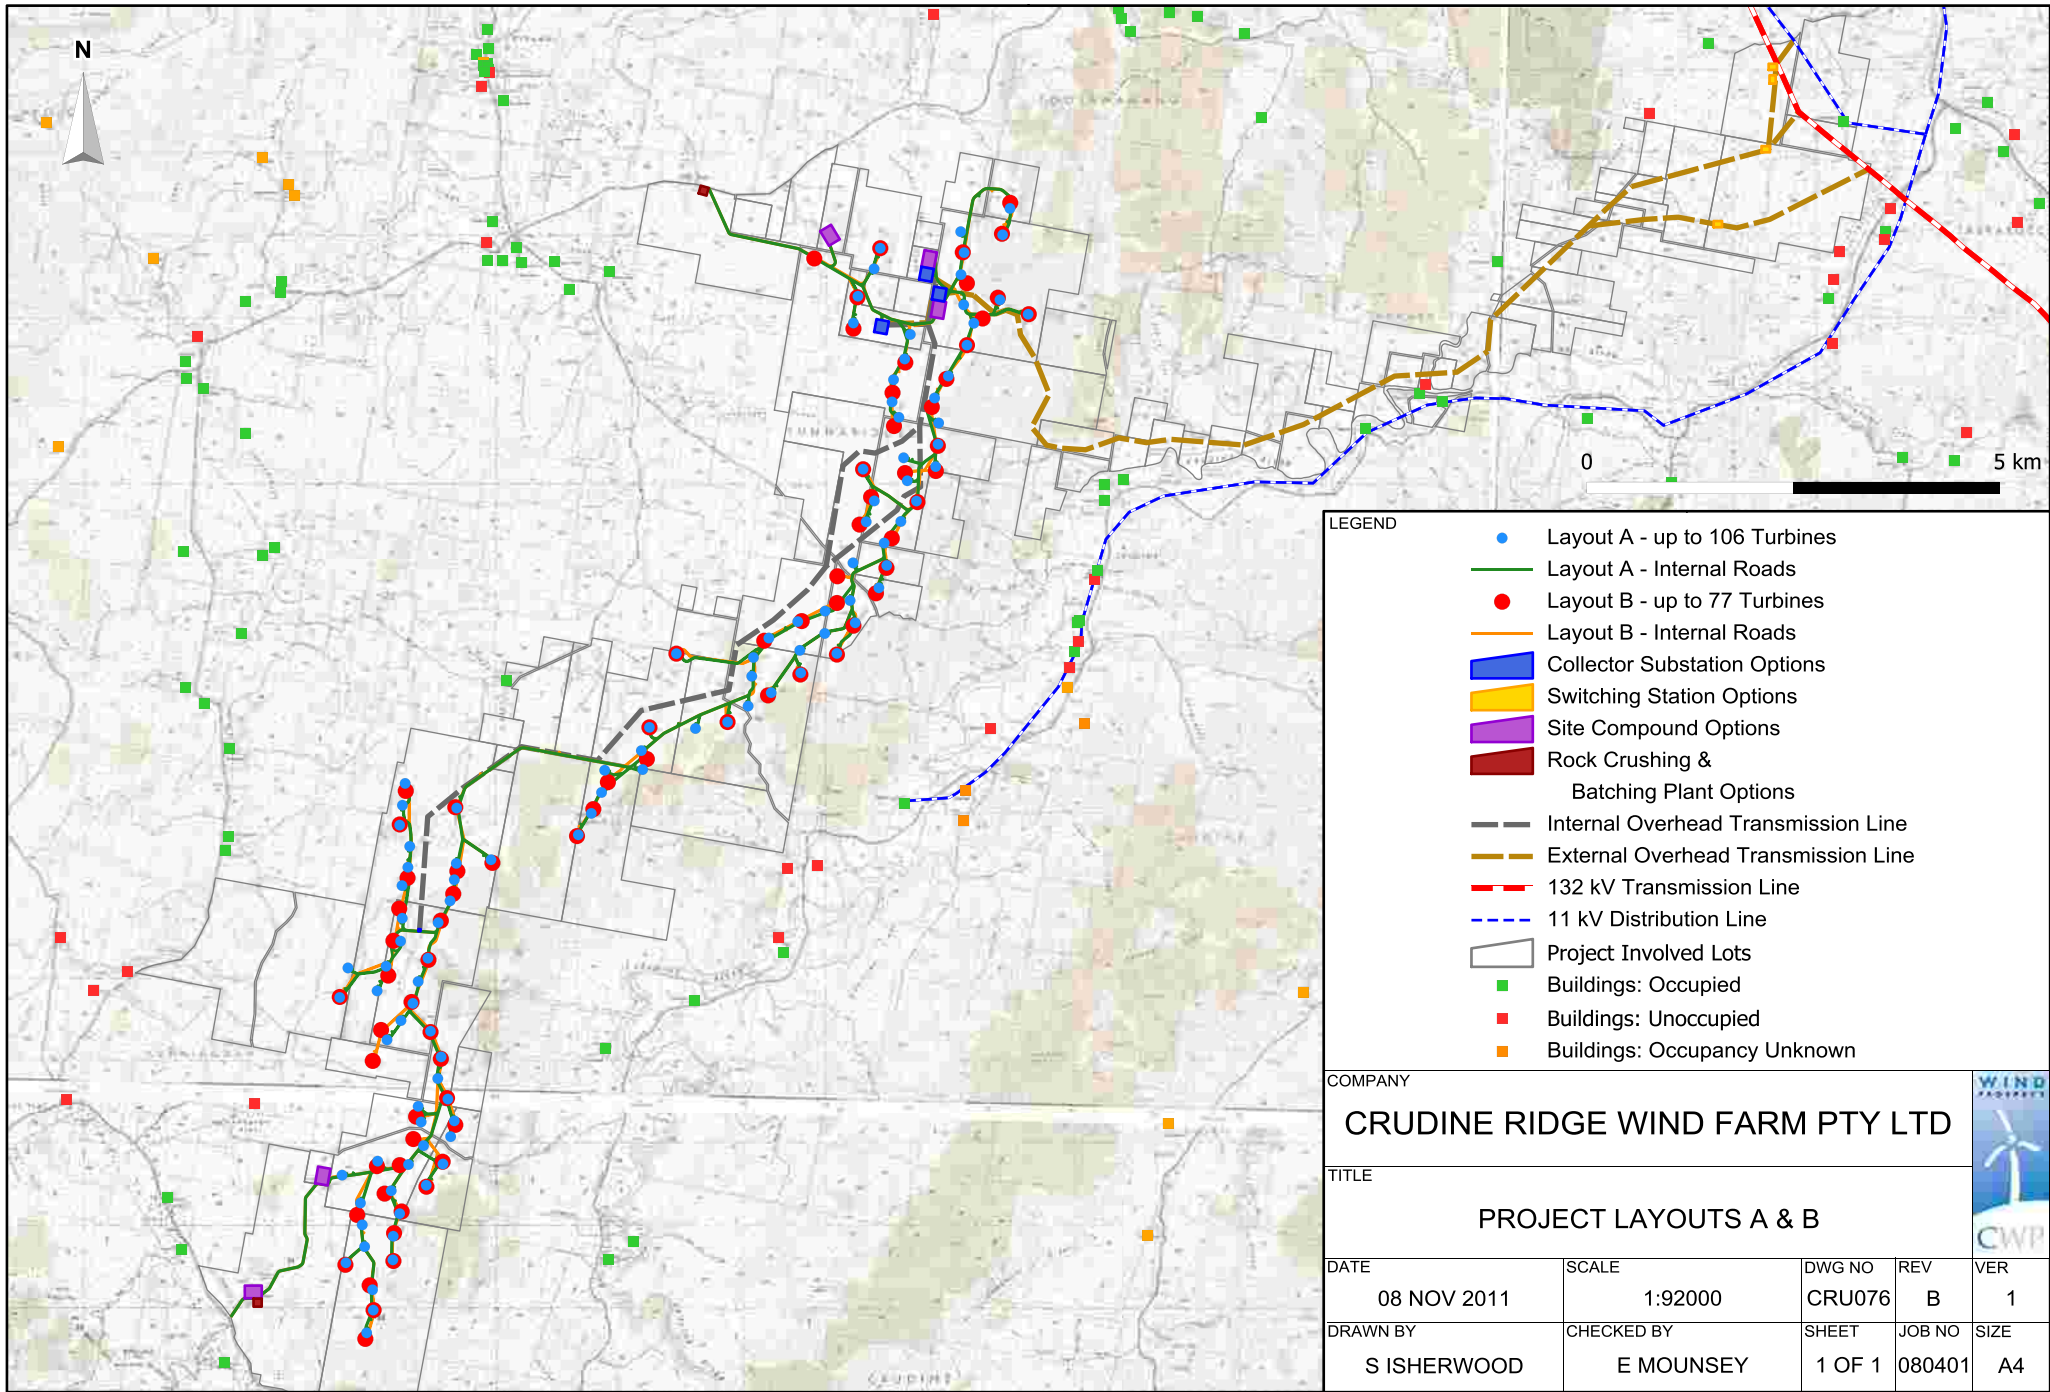 N
0 5 km
LEGEND
Layout A - up to 106 Turbines
Layout A - Internal Roads
Layout B - up to 77 Turbines
Layout B - Internal Roads
Collector Substation Options
Switching Station Options
Site Compound Options
Rock Crushing &
Batching Plant Options
Internal Overhead Transmission Line
External Overhead Transmission Line
132 kV Transmission Line
11 kV Distribution Line
Project Involved Lots
Buildings: Occupied
Buildings: Unoccupied
Buildings: Occupancy Unknown
COMPANY
CRUDINE RIDGE WIND FARM PTY LTD
WIND
PROSPECT
CWP
TITLE
PROJECT LAYOUTS A & B
DATE SCALE DWG NO REV VER
08 NOV 2011 1:92000 CRU076 B 1
DRAWN BY CHECKED BY SHEET JOB NO SIZE
S ISHERWOOD E MOUNSEY 1 OF 1 080401 A4